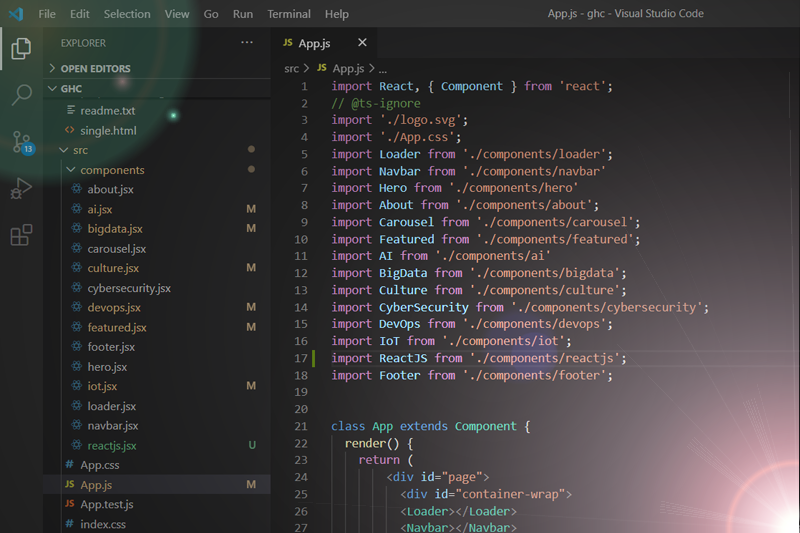 File Edit Selection View Go Run Terminal Help App.js - ghc - Visual Studio Code
EXPLORER ...
OPEN EDITORS
GHC
readme.txt
single.html
src
components
about.jsx
ai.jsx M
bigdata.jsx M
carousel.jsx
culture.jsx M
cybersecurity.jsx
devops.jsx M
featured.jsx M
footer.jsx
hero.jsx
iot.jsx M
loader.jsx
navbar.jsx
reactjs.jsx U
# App.css
JS App.js M
JS App.test.js
# index.css
13
JS App.js ✕
src > JS App.js > ...
1 import React, { Component } from 'react';
2 // @ts-ignore
3 import './logo.svg';
4 import './App.css';
5 import Loader from './components/loader';
6 import Navbar from './components/navbar'
7 import Hero from './components/hero'
8 import About from './components/about';
9 import Carousel from './components/carousel';
10 import Featured from './components/featured';
11 import AI from './components/ai'
12 import BigData from './components/bigdata';
13 import Culture from './components/culture';
14 import CyberSecurity from './components/cybersecurity';
15 import DevOps from './components/devops';
16 import IoT from './components/iot';
17 import ReactJS from './components/reactjs';
18 import Footer from './components/footer';
19
20
21 class App extends Component {
22 render() {
23 return (
24 <div id="page">
25 <div id="container-wrap">
26 <Loader></Loader>
27 <Navbar></Navbar>